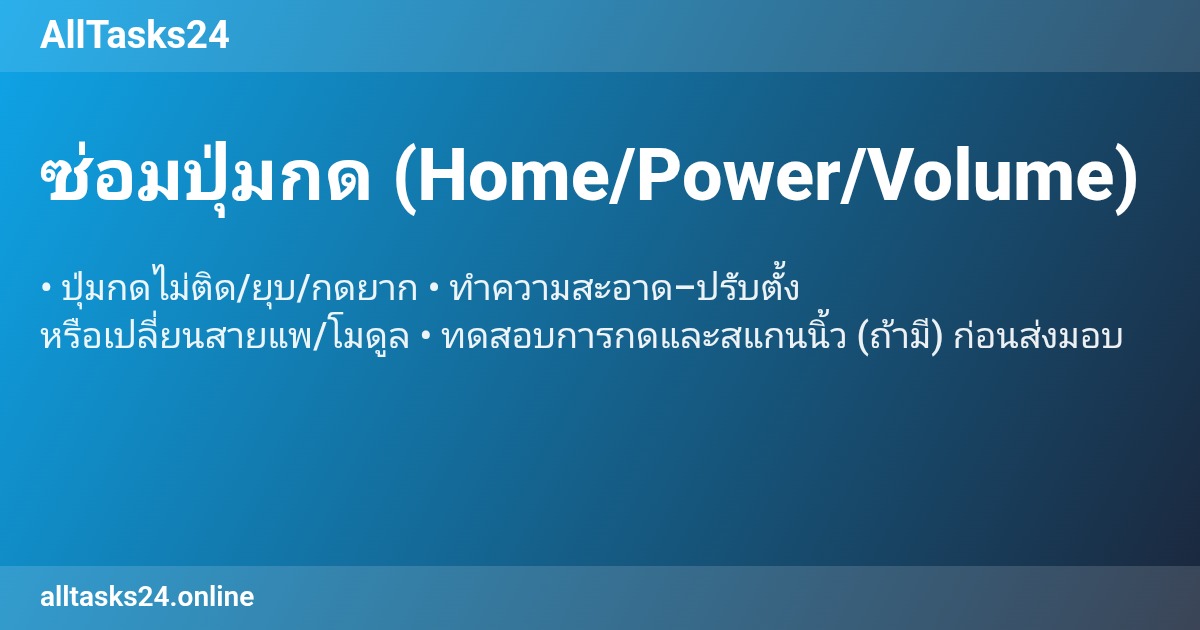 AllTasks24
ซ่อมปุ่มกด (Home/Power/Volume)
• ปุ่มกดไม่ติด/ยุบ/กดยาก • ทำความสะอาด–ปรับตั้ง
หรือเปลี่ยนสายแพ/โมดูล • ทดสอบการกดและสแกนนิ้ว (ถ้ามี) ก่อนส่งมอบ
alltasks24.online